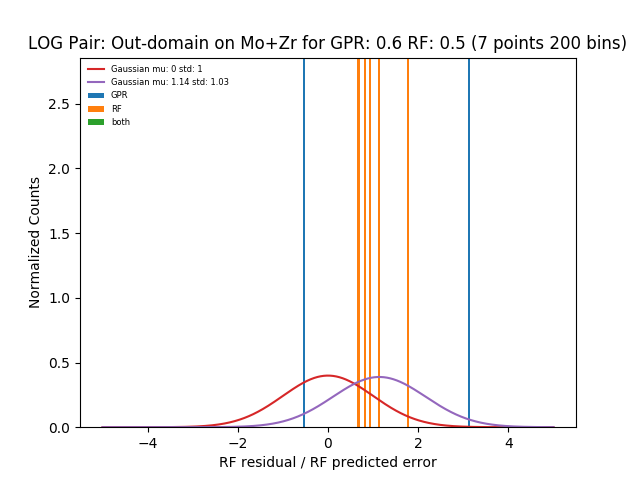 LOG Pair: Out-domain on Mo+Zr for GPR: 0.6 RF: 0.5 (7 points 200 bins)
Gaussian mu: 0 std: 1
Gaussian mu: 1.14 std: 1.03
GPR
RF
both
Normalized Counts
2.5
2.0
1.5
1.0
0.5
0.0
−4
−2
0
2
4
RF residual / RF predicted error